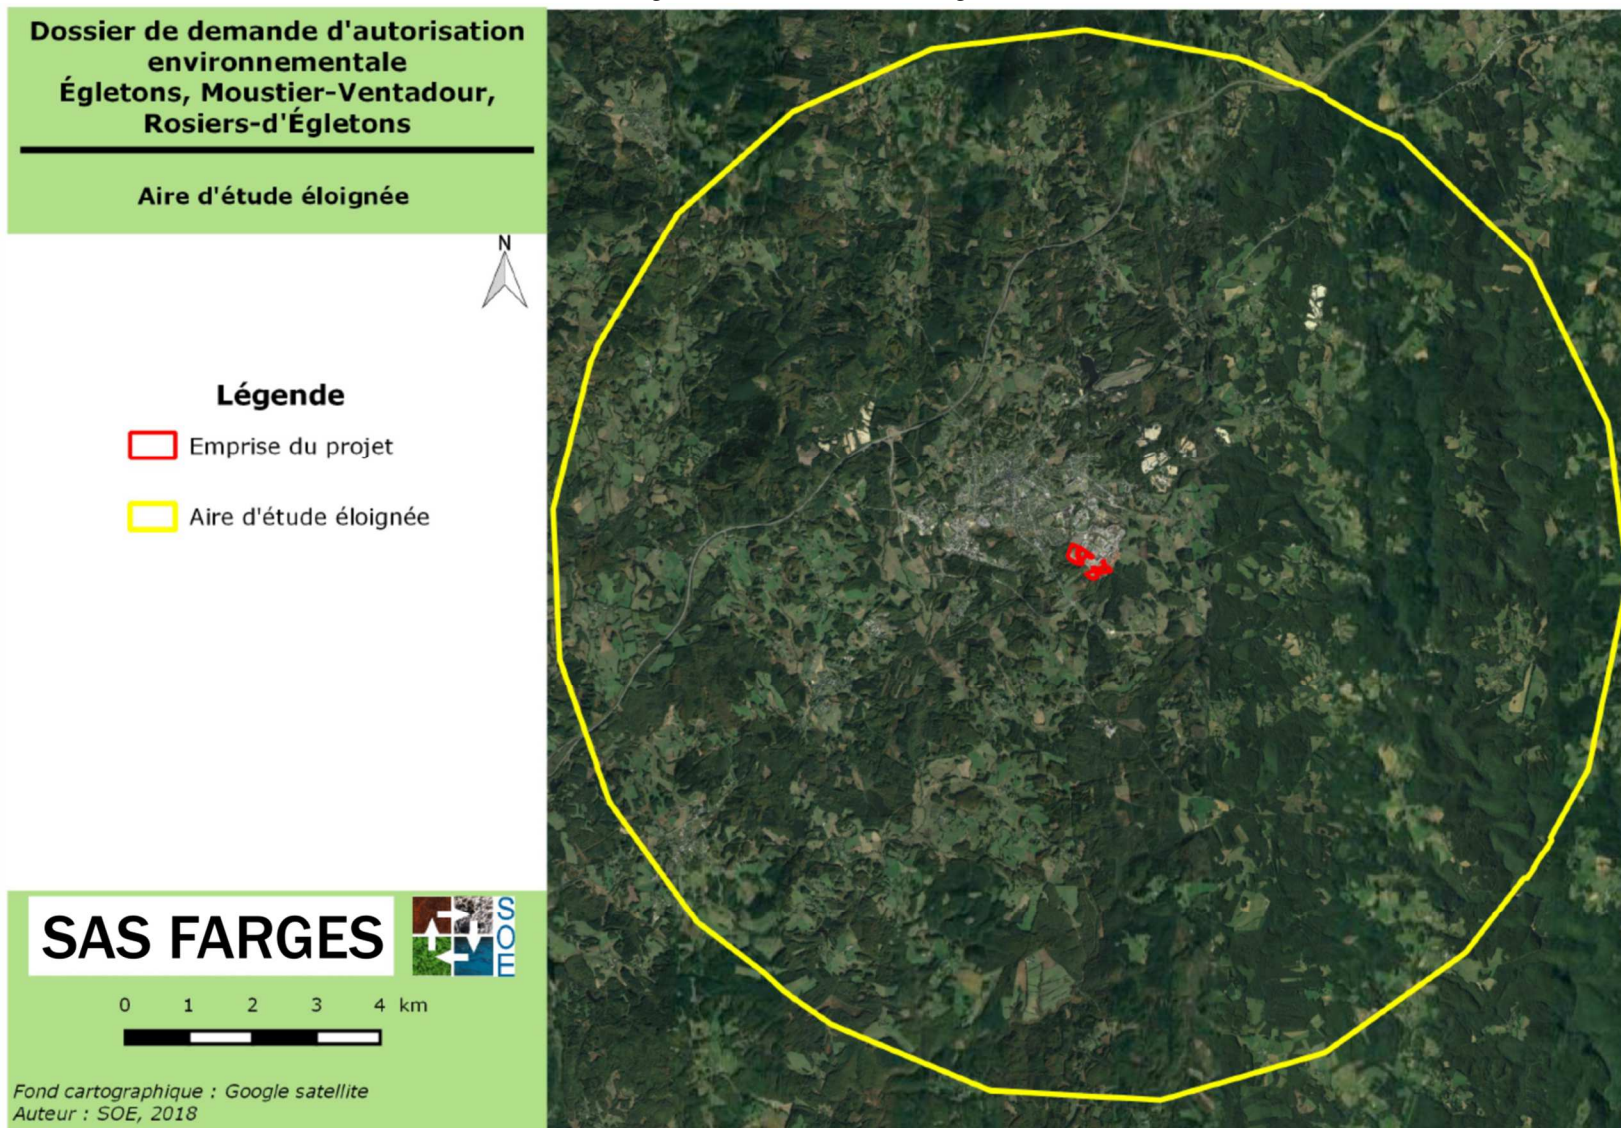 Dossier de demande d'autorisation
environnementale
Égletons, Moustier-Ventadour,
Rosiers-d'Égletons
Aire d'étude éloignée
N
Légende
Emprise du projet
Aire d'étude éloignée
SAS FARGES
SOE
0 1 2 3 4 km
Fond cartographique : Google satellite
Auteur : SOE, 2018